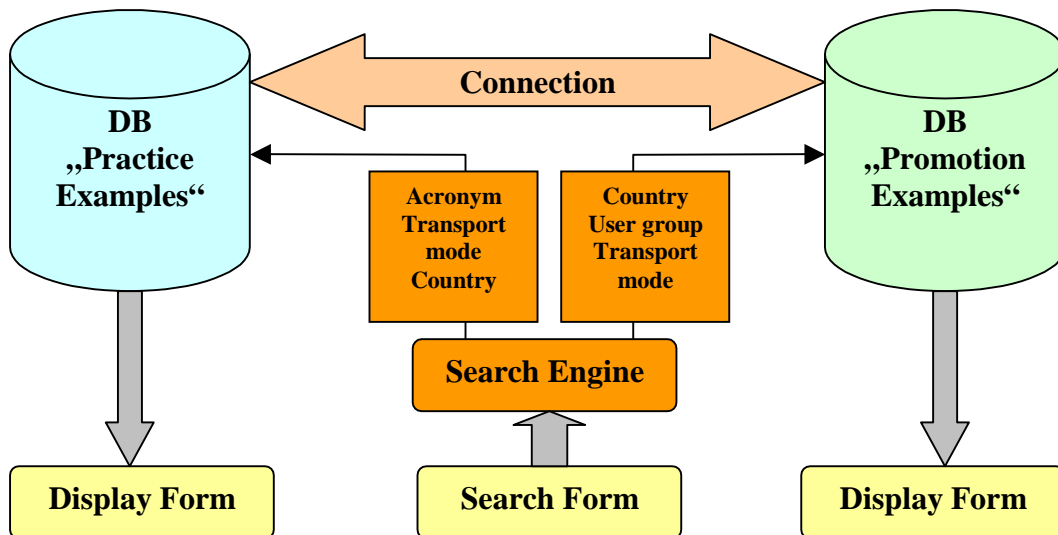 Connection
DB
„Practice
Examples“
DB
„Promotion
Examples“
Acronym
Transport
mode
Country
Country
User group
Transport
mode
Search Engine
Display Form
Search Form
Display Form